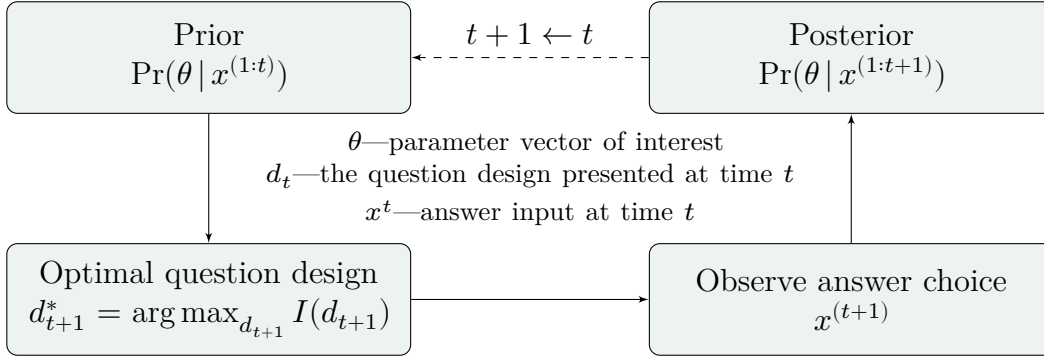 Prior
Pr(θ | x^(1:t))
t + 1 ← t
Posterior
Pr(θ | x^(1:t+1))
θ—parameter vector of interest
d_t—the question design presented at time t
x^t—answer input at time t
Optimal question design
d*_{t+1} = arg max_{d_{t+1}} I(d_{t+1})
Observe answer choice
x^(t+1)